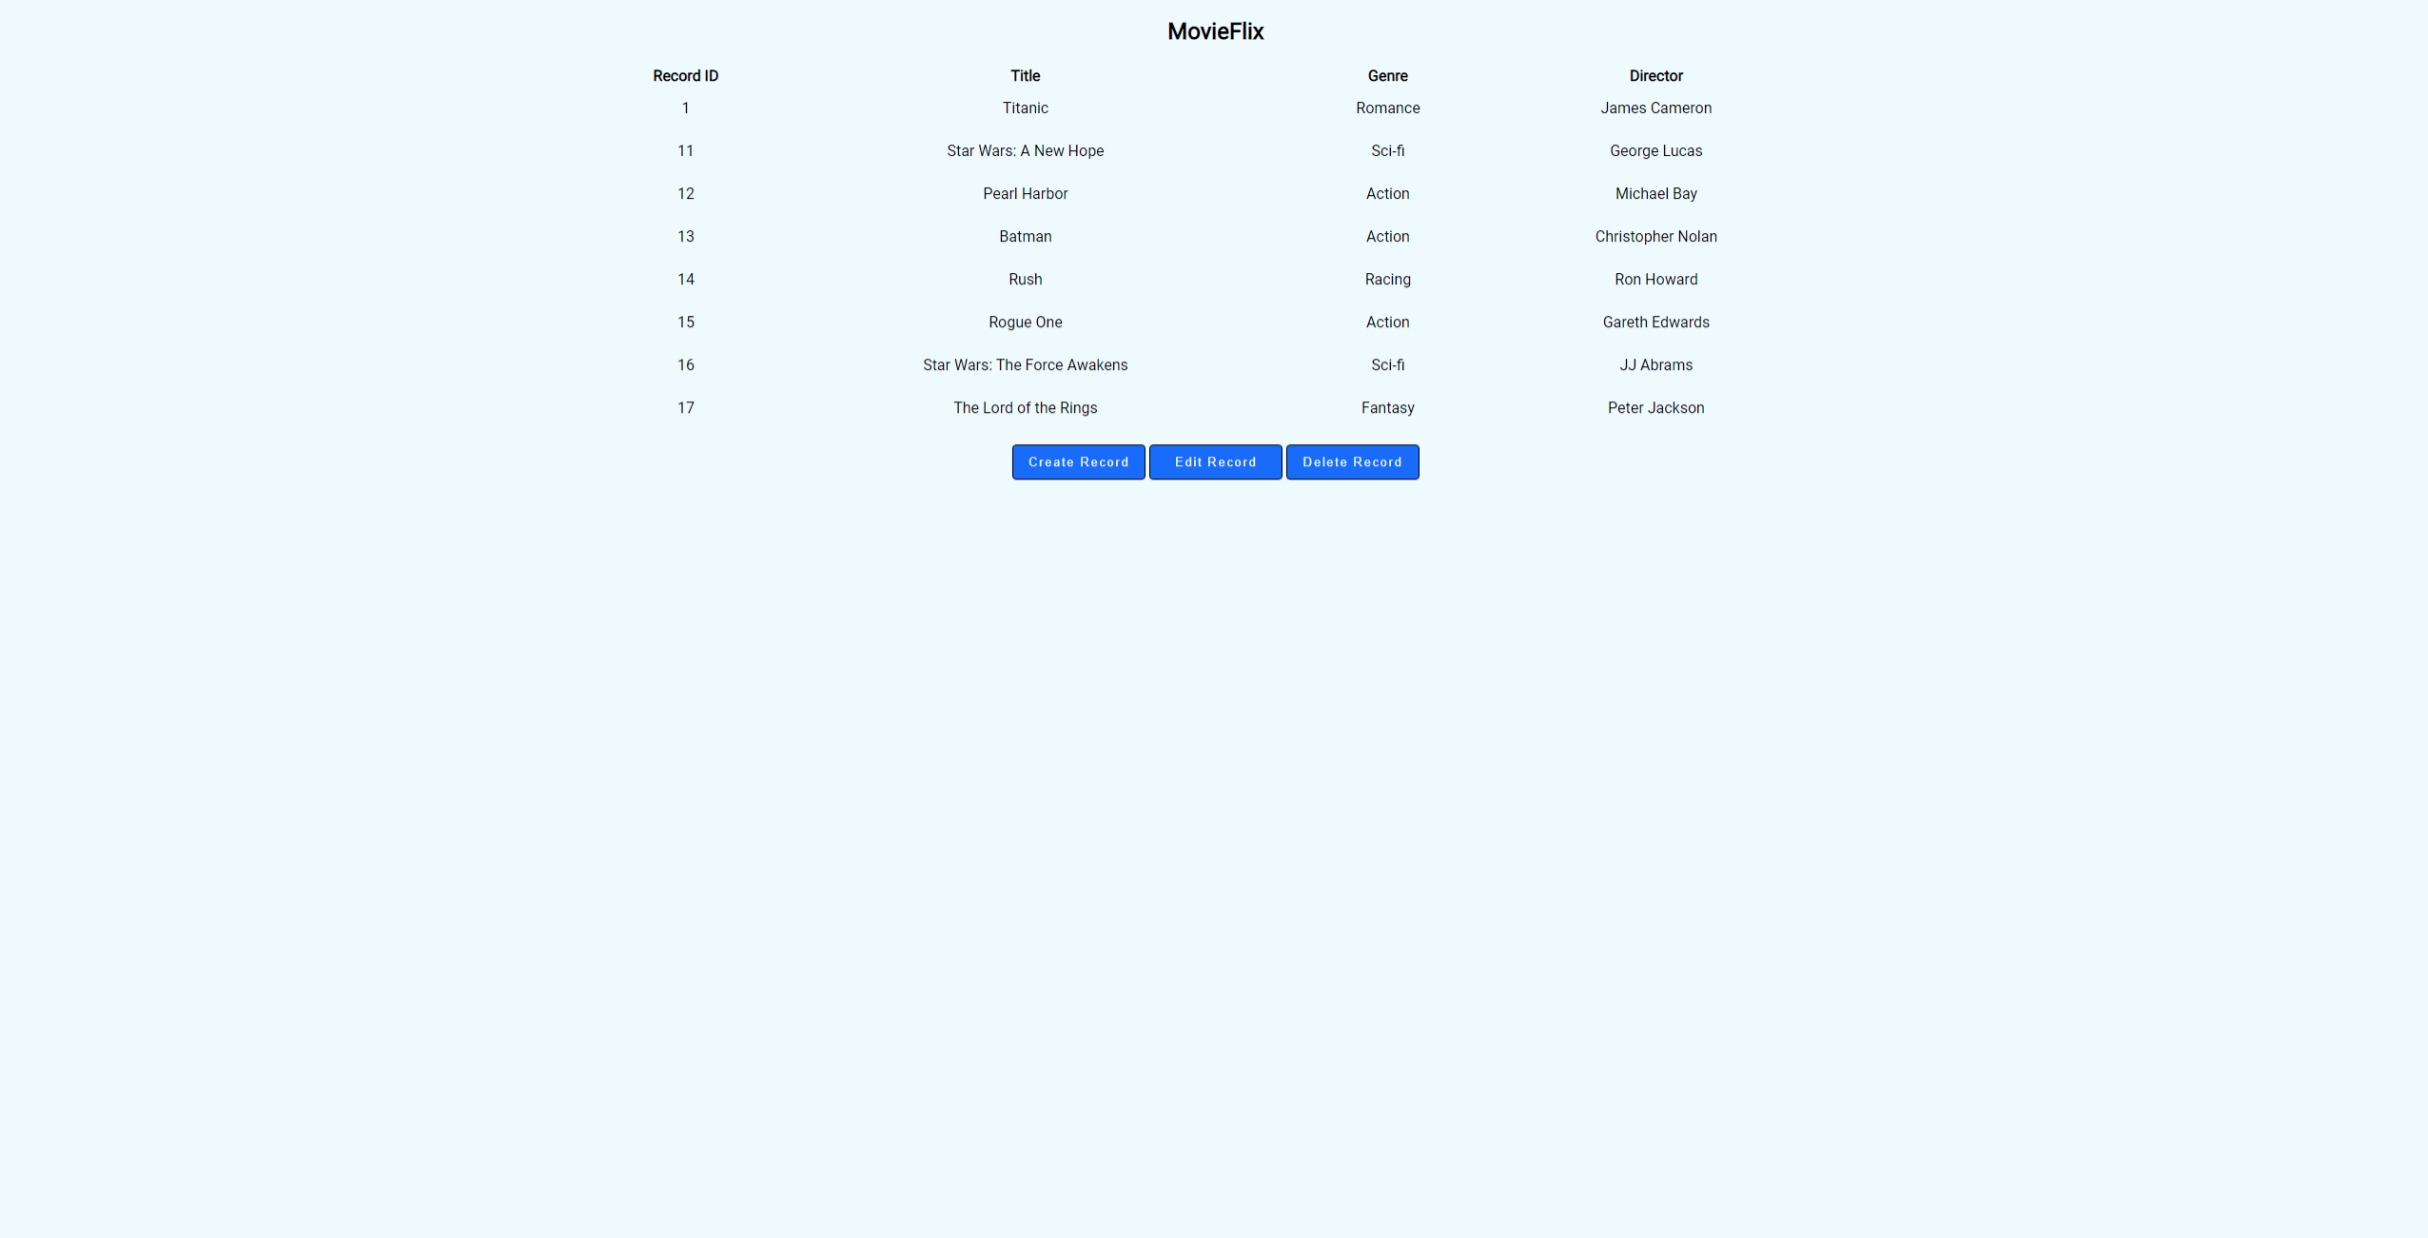 MovieFlix
Record ID Title Genre Director
1 Titanic Romance James Cameron
11 Star Wars: A New Hope Sci-fi George Lucas
12 Pearl Harbor Action Michael Bay
13 Batman Action Christopher Nolan
14 Rush Racing Ron Howard
15 Rogue One Action Gareth Edwards
16 Star Wars: The Force Awakens Sci-fi JJ Abrams
17 The Lord of the Rings Fantasy Peter Jackson
Create Record Edit Record Delete Record